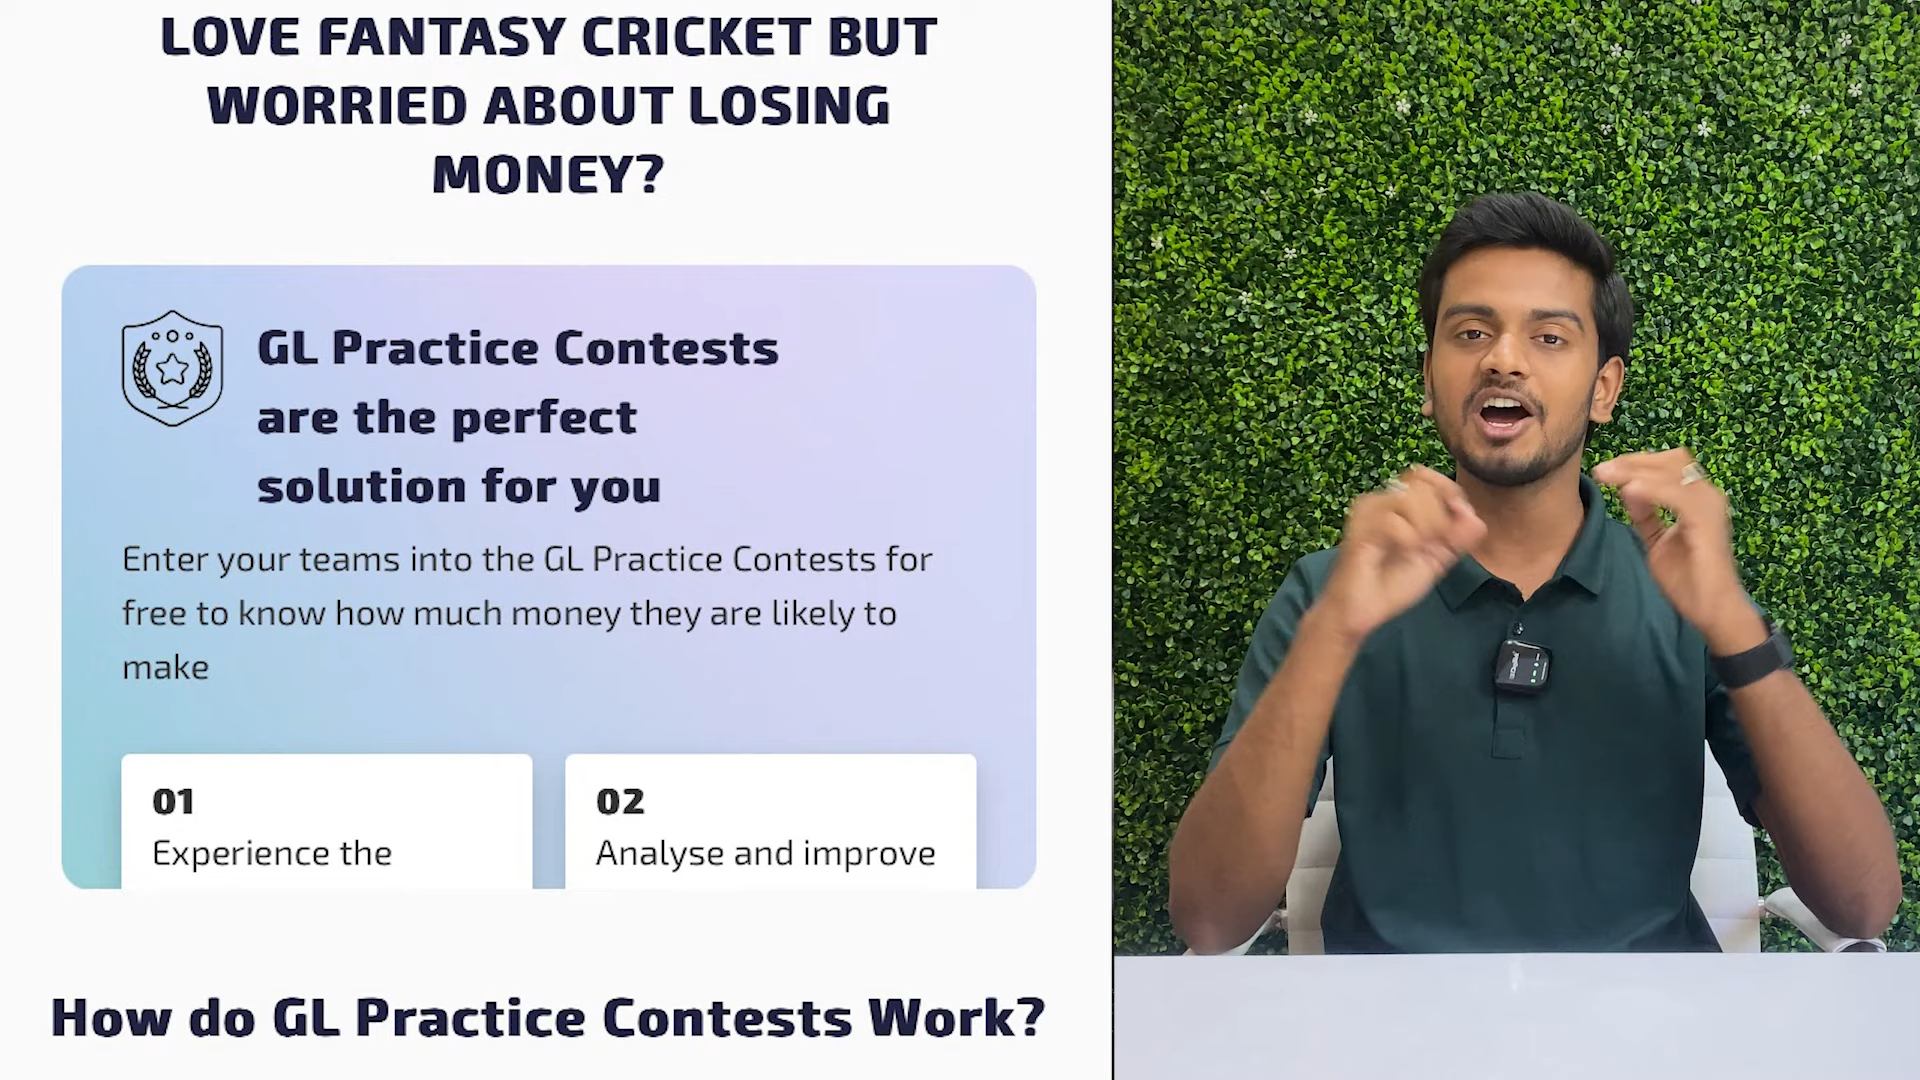 LOVE FANTASY CRICKET BUT
WORRIED ABOUT LOSING
MONEY?
GL Practice Contests
are the perfect
solution for you
Enter your teams into the GL Practice Contests for
free to know how much money they are likely to
make
01
Experience the
02
Analyse and improve
How do GL Practice Contests Work?